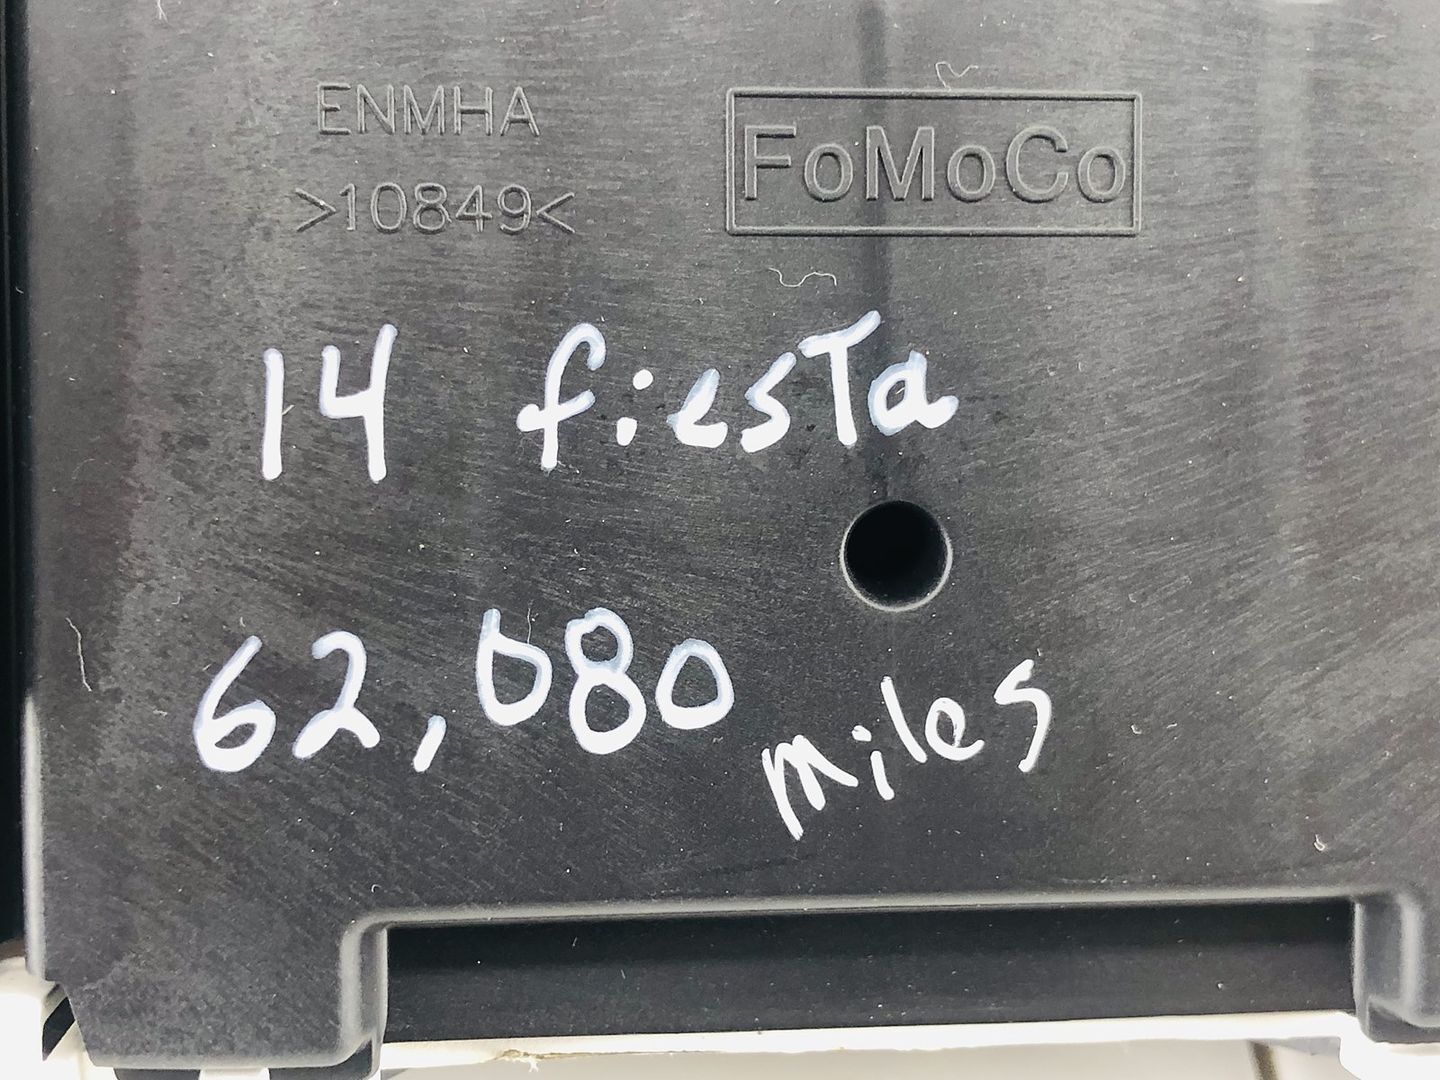 ENMHA
>10849<
FoMoCo
14 fiesTa
62,080 miles